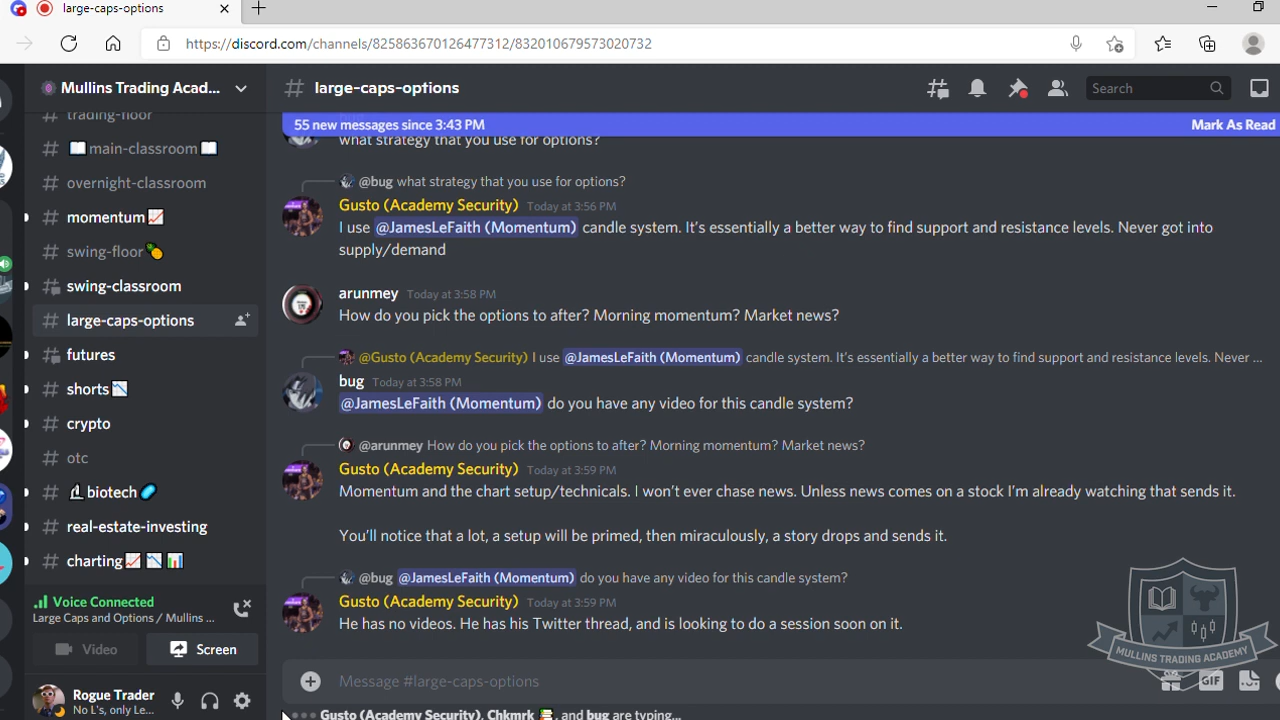 large-caps-options
https://discord.com/channels/825863670126477312/832010679573020732
Mullins Trading Acad...
trading-floor
main-classroom
overnight-classroom
momentum
swing-floor
swing-classroom
large-caps-options
futures
shorts
crypto
otc
biotech
real-estate-investing
charting
Voice Connected
Large Caps and Options / Mullins ...
Video
Screen
Rogue Trader
No L's, only Le...
large-caps-options
Search
55 new messages since 3:43 PM
Mark As Read
what strategy that you use for options?
@bug what strategy that you use for options?
Gusto (Academy Security) Today at 3:56 PM
I use @JamesLeFaith (Momentum) candle system. It's essentially a better way to find support and resistance levels. Never got into
supply/demand
arunmey Today at 3:58 PM
How do you pick the options to after? Morning momentum? Market news?
@Gusto (Academy Security) I use @JamesLeFaith (Momentum) candle system. It's essentially a better way to find support and resistance levels. Never ...
bug Today at 3:58 PM
@JamesLeFaith (Momentum) do you have any video for this candle system?
@arunmey How do you pick the options to after? Morning momentum? Market news?
Gusto (Academy Security) Today at 3:59 PM
Momentum and the chart setup/technicals. I won't ever chase news. Unless news comes on a stock I'm already watching that sends it.
You'll notice that a lot, a setup will be primed, then miraculously, a story drops and sends it.
@bug @JamesLeFaith (Momentum) do you have any video for this candle system?
Gusto (Academy Security) Today at 3:59 PM
He has no videos. He has his Twitter thread, and is looking to do a session soon on it.
MULLINS TRADING ACADEMY
Message #large-caps-options
GIF
Gusto (Academy Security), Chkmrk, and bug are typing...